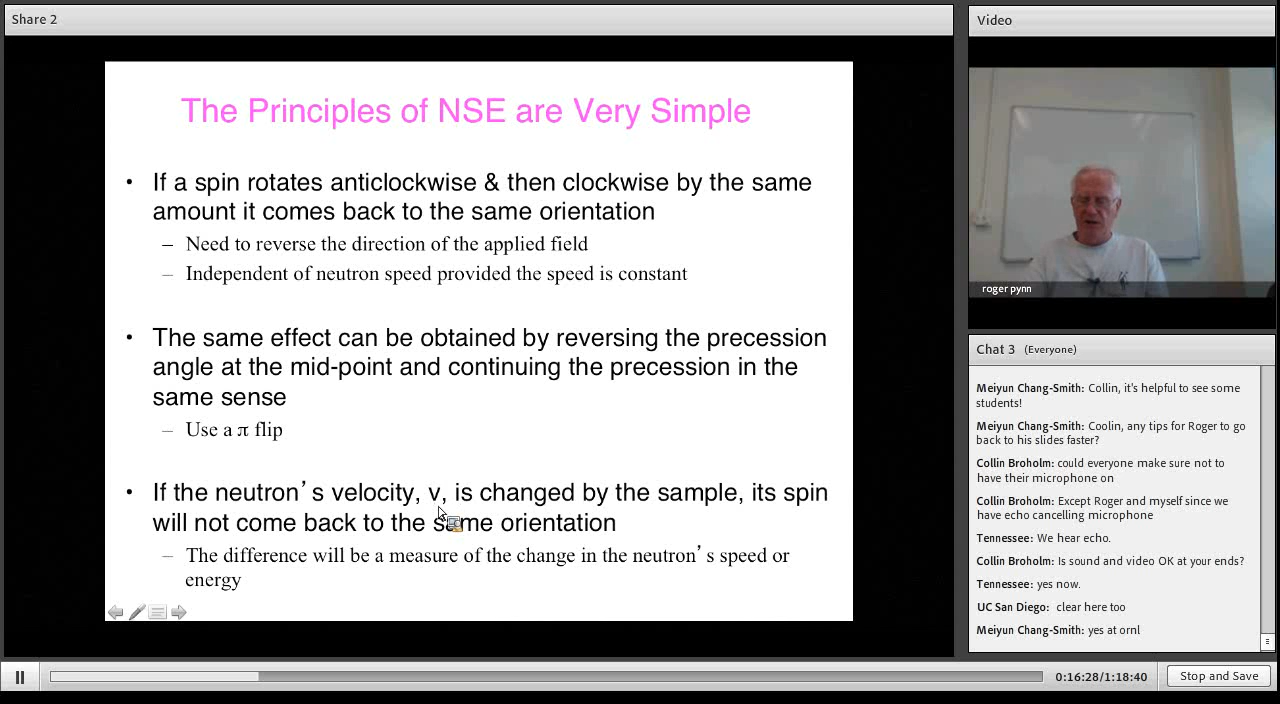 Share 2
The Principles of NSE are Very Simple
• If a spin rotates anticlockwise & then clockwise by the same
amount it comes back to the same orientation
– Need to reverse the direction of the applied field
– Independent of neutron speed provided the speed is constant
• The same effect can be obtained by reversing the precession
angle at the mid-point and continuing the precession in the
same sense
– Use a π flip
• If the neutron’s velocity, v, is changed by the sample, its spin
will not come back to the same orientation
– The difference will be a measure of the change in the neutron’s speed or
energy
Video
roger pynn
Chat 3 (Everyone)
Meiyun Chang-Smith: Collin, it's helpful to see some
students!
Meiyun Chang-Smith: Coolin, any tips for Roger to go
back to his slides faster?
Collin Broholm: could everyone make sure not to
have their microphone on
Collin Broholm: Except Roger and myself since we
have echo cancelling microphone
Tennessee: We hear echo.
Collin Broholm: Is sound and video OK at your ends?
Tennessee: yes now.
UC San Diego: clear here too
Meiyun Chang-Smith: yes at ornl
0:16:28/1:18:40
Stop and Save